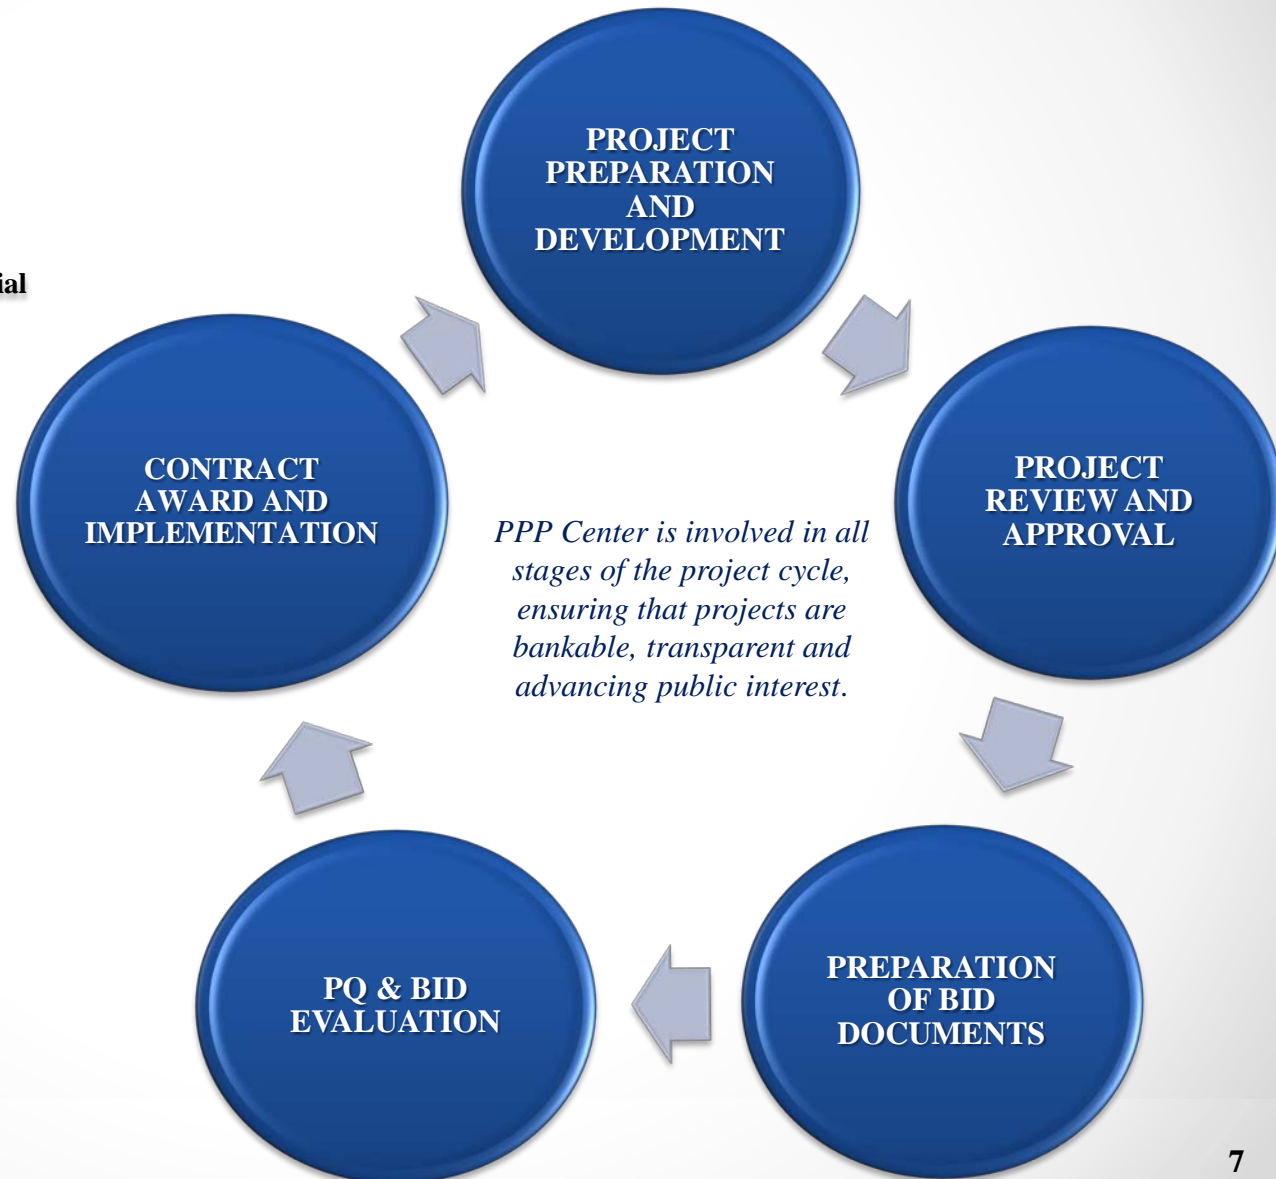 PROJECT
PREPARATION
AND
DEVELOPMENT
PROJECT
REVIEW AND
APPROVAL
PREPARATION
OF BID
DOCUMENTS
PQ & BID
EVALUATION
CONTRACT
AWARD AND
IMPLEMENTATION
PPP Center is involved in all
stages of the project cycle,
ensuring that projects are
bankable, transparent and
advancing public interest.
7